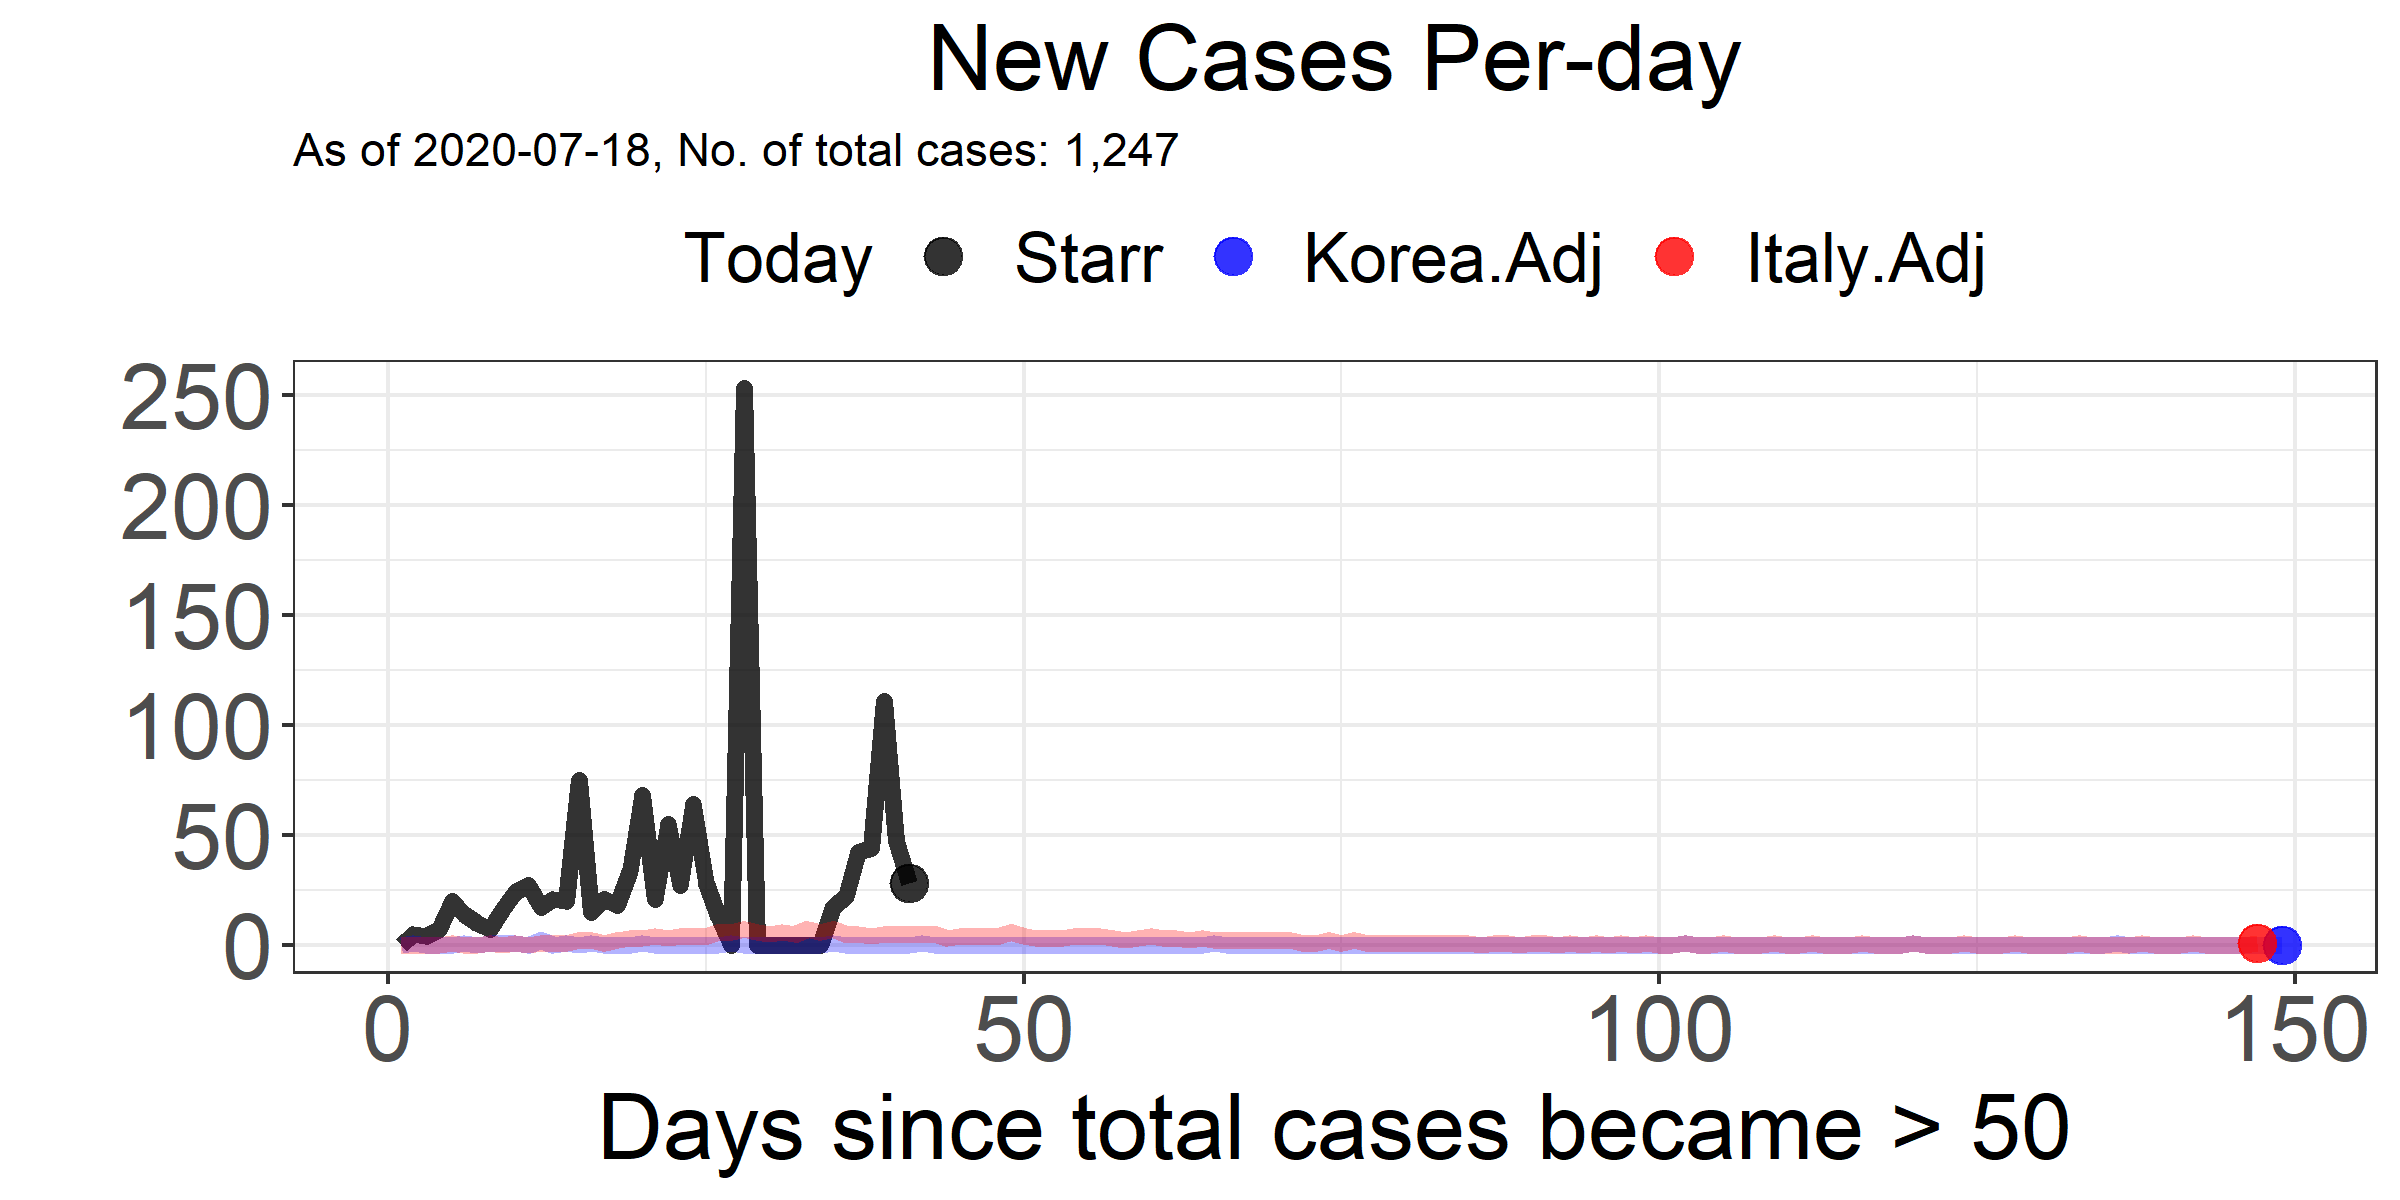 New Cases Per-day
As of 2020-07-18, No. of total cases: 1,247
Today Starr Korea.Adj Italy.Adj
250
200
150
100
50
0
0 50 100 150
Days since total cases became > 50